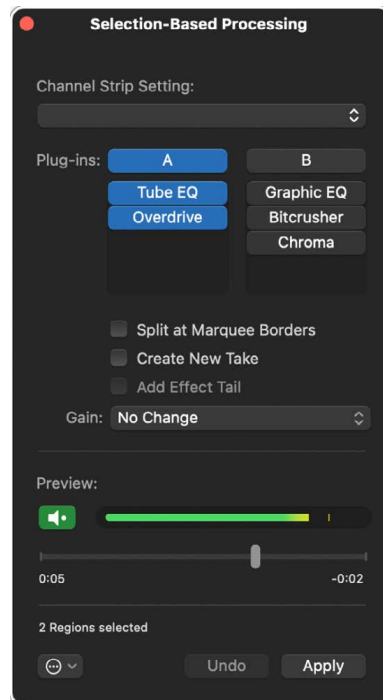 Selection-Based Processing
Channel Strip Setting:
Plug-ins: A B
Tube EQ Graphic EQ
Overdrive Bitcrusher
Chroma
Split at Marquee Borders
Create New Take
Add Effect Tail
Gain: No Change
Preview:
0:05 -0:02
2 Regions selected
Undo Apply